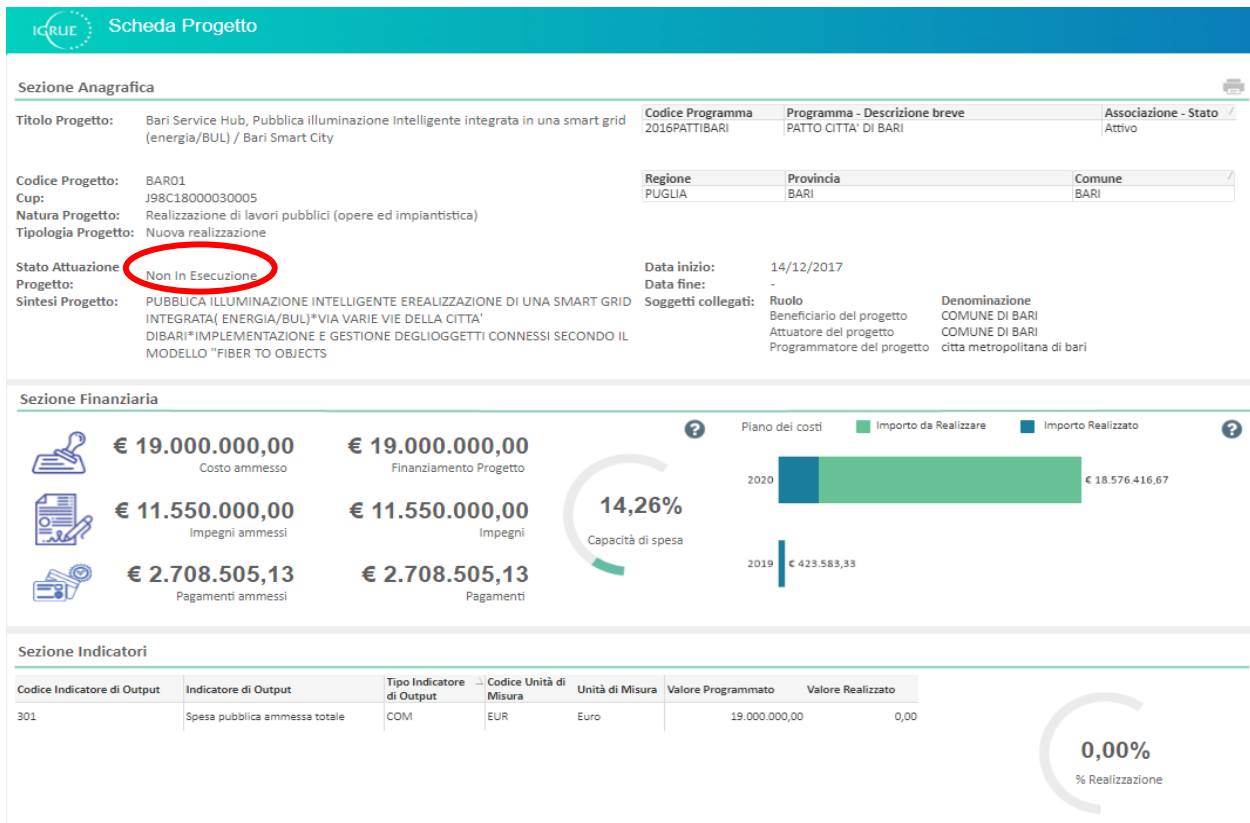 IGRUE
Scheda Progetto
Sezione Anagrafica
Titolo Progetto:
Bari Service Hub, Pubblica illuminazione Intelligente integrata in una smart grid
(energia/BUL) / Bari Smart City
Codice Programma Programma - Descrizione breve Associazione - Stato
2016PATTIBARI PATTO CITTA' DI BARI Attivo
Codice Progetto: BAR01
Cup: J98C18000030005
Natura Progetto: Realizzazione di lavori pubblici (opere ed impiantistica)
Tipologia Progetto: Nuova realizzazione
Regione Provincia Comune
PUGLIA BARI BARI
Stato Attuazione
Progetto:
Non In Esecuzione
Data inizio: 14/12/2017
Data fine: -
Sintesi Progetto:
PUBBLICA ILLUMINAZIONE INTELLIGENTE EREALIZZAZIONE DI UNA SMART GRID
INTEGRATA( ENERGIA/BUL)*VIA VARIE VIE DELLA CITTA'
DIBARI*IMPLEMENTAZIONE E GESTIONE DEGLIOGGETTI CONNESSI SECONDO IL
MODELLO "FIBER TO OBJECTS
Soggetti collegati: Ruolo Denominazione
Beneficiario del progetto COMUNE DI BARI
Attuatore del progetto COMUNE DI BARI
Programmatore del progetto citta metropolitana di bari
Sezione Finanziaria
€ 19.000.000,00 € 19.000.000,00
Costo ammesso Finanziamento Progetto
€ 11.550.000,00 € 11.550.000,00
Impegni ammessi Impegni
€ 2.708.505,13 € 2.708.505,13
Pagamenti ammessi Pagamenti
?
14,26%
Capacità di spesa
Piano dei costi Importo da Realizzare Importo Realizzato ?
2020 € 18.576.416,67
2019 € 423.583,33
Sezione Indicatori
Codice Indicatore di Output Indicatore di Output Tipo Indicatore di Output Codice Unità di Misura Unità di Misura Valore Programmato Valore Realizzato
301 Spesa pubblica ammessa totale COM EUR Euro 19.000.000,00 0,00
0,00%
% Realizzazione